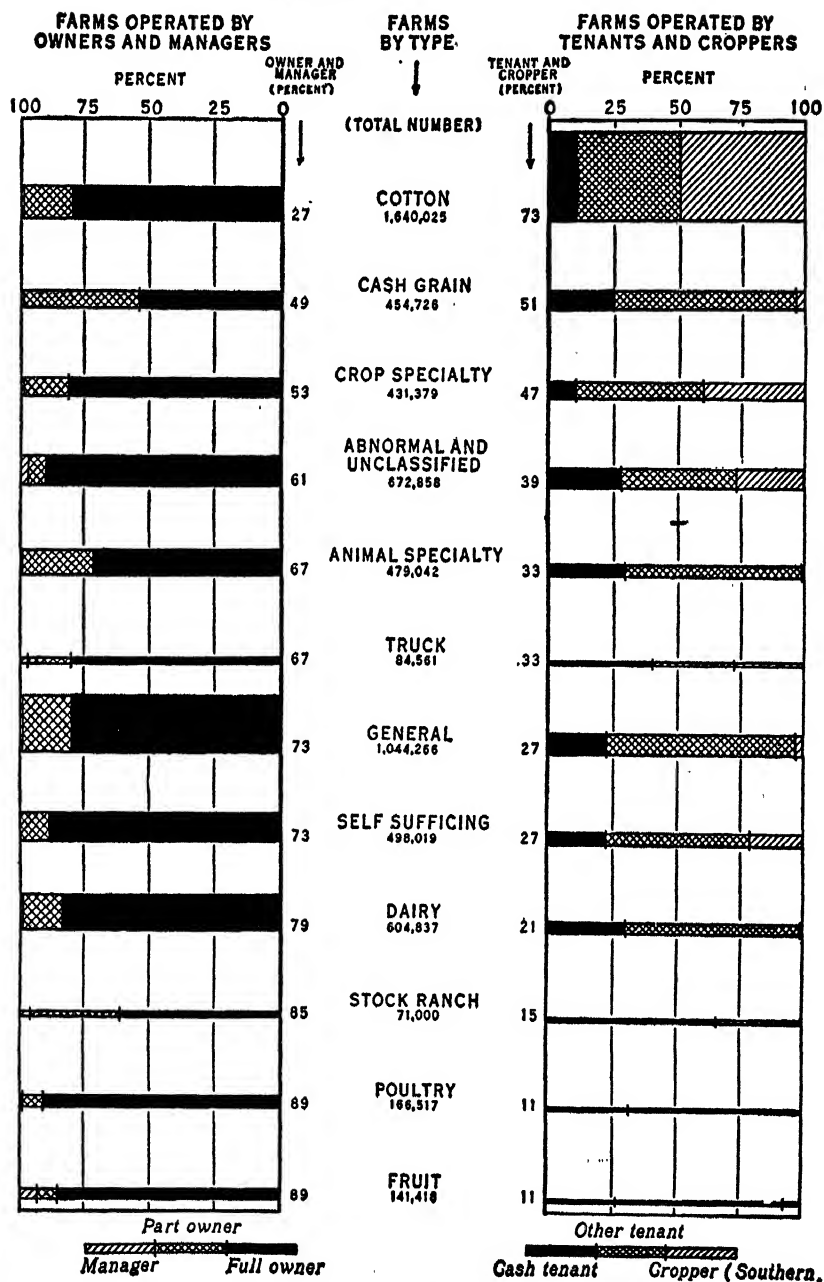 FARMS OPERATED BY
OWNERS AND MANAGERS
FARMS
BY TYPE
FARMS OPERATED BY
TENANTS AND CROPPERS
PERCENT
OWNER AND
MANAGER
(PERCENT)
TENANT AND
CROPPER
(PERCENT)
PERCENT
100 75 50 25 0
0 25 50 75 100
(TOTAL NUMBER)
27 COTTON 73
1,640,025
49 CASH GRAIN 51
454,726
53 CROP SPECIALTY 47
431,379
ABNORMAL AND
UNCLASSIFIED
61 672,858 39
67 ANIMAL SPECIALTY 33
479,042
67 TRUCK .33
84,561
73 GENERAL 27
1,044,266
73 SELF SUFFICING 27
498,019
79 DAIRY 21
604,837
85 STOCK RANCH 15
71,000
89 POULTRY 11
166,517
89 FRUIT 11
141,418
Part owner
Manager Full owner
Other tenant
Cash tenant Cropper (Southern.